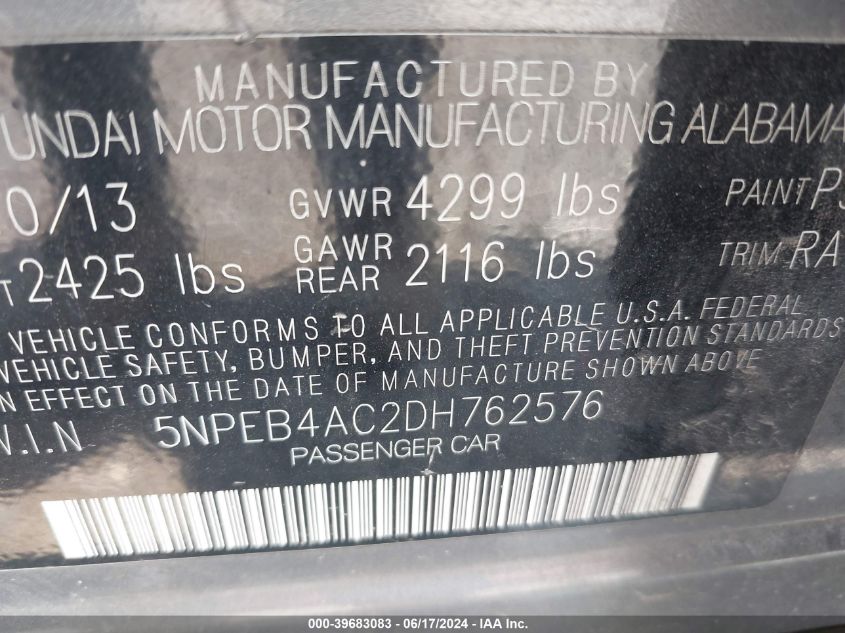 MANUFACTURED BY
UNDAI MOTOR MANUFACTURING ALABAMA
0/13 GVWR 4299 lbs PAINT P
T 2425 lbs GAWR REAR 2116 lbs TRIM RA
VEHICLE CONFORMS TO ALL APPLICABLE U.S.A. FEDERAL
VEHICLE SAFETY, BUMPER, AND THEFT PREVENTION STANDARDS
N EFFECT ON THE DATE OF MANUFACTURE SHOWN ABOVE
V.I.N 5NPEB4AC2DH762576
PASSENGER CAR
000-39683083 - 06/17/2024 - IAA, Inc.